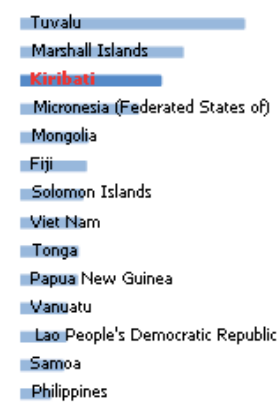 Tuvalu
Marshall Islands
Kiribati
Micronesia (Federated States of)
Mongolia
Fiji
Solomon Islands
Viet Nam
Tonga
Papua New Guinea
Vanuatu
Lao People's Democratic Republic
Samoa
Philippines